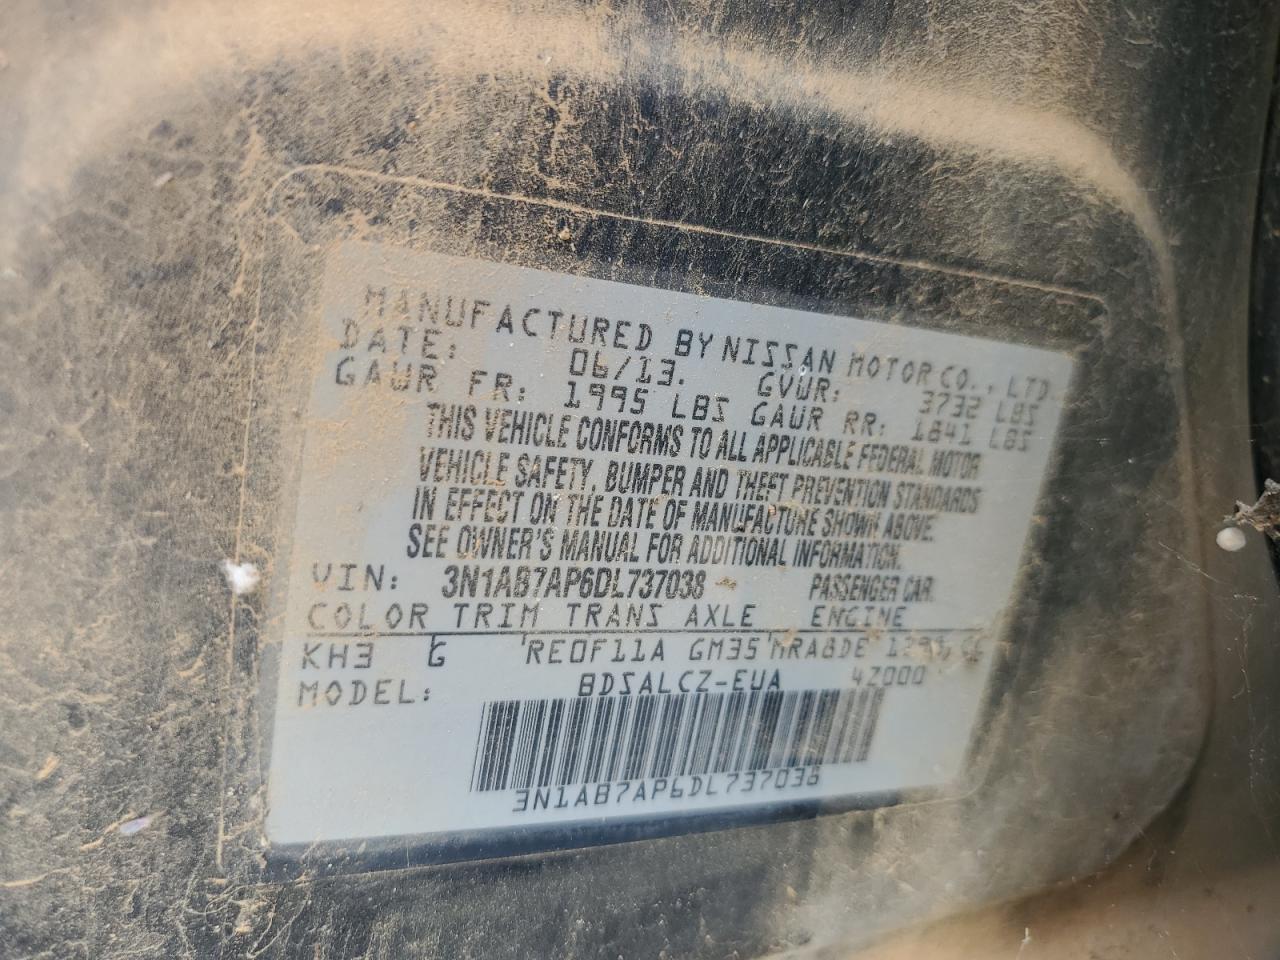 MANUFACTURED BY NISSAN MOTOR CO., LTD.
DATE: 06/13. GVWR: 3732 LBS
GAWR FR: 1995 LBS GAWR RR: 1841 LBS
THIS VEHICLE CONFORMS TO ALL APPLICABLE FEDERAL MOTOR
VEHICLE SAFETY, BUMPER AND THEFT PREVENTION STANDARDS
IN EFFECT ON THE DATE OF MANUFACTURE SHOWN ABOVE.
SEE OWNER'S MANUAL FOR ADDITIONAL INFORMATION.
VIN: 3N1AB7AP6DL737038 PASSENGER CAR.
COLOR TRIM TRANS AXLE ENGINE
KH3 G RE0F11A GM35 MRA8DE
MODEL: BDSALCZ-EUA 42000
3N1AB7AP6DL737038